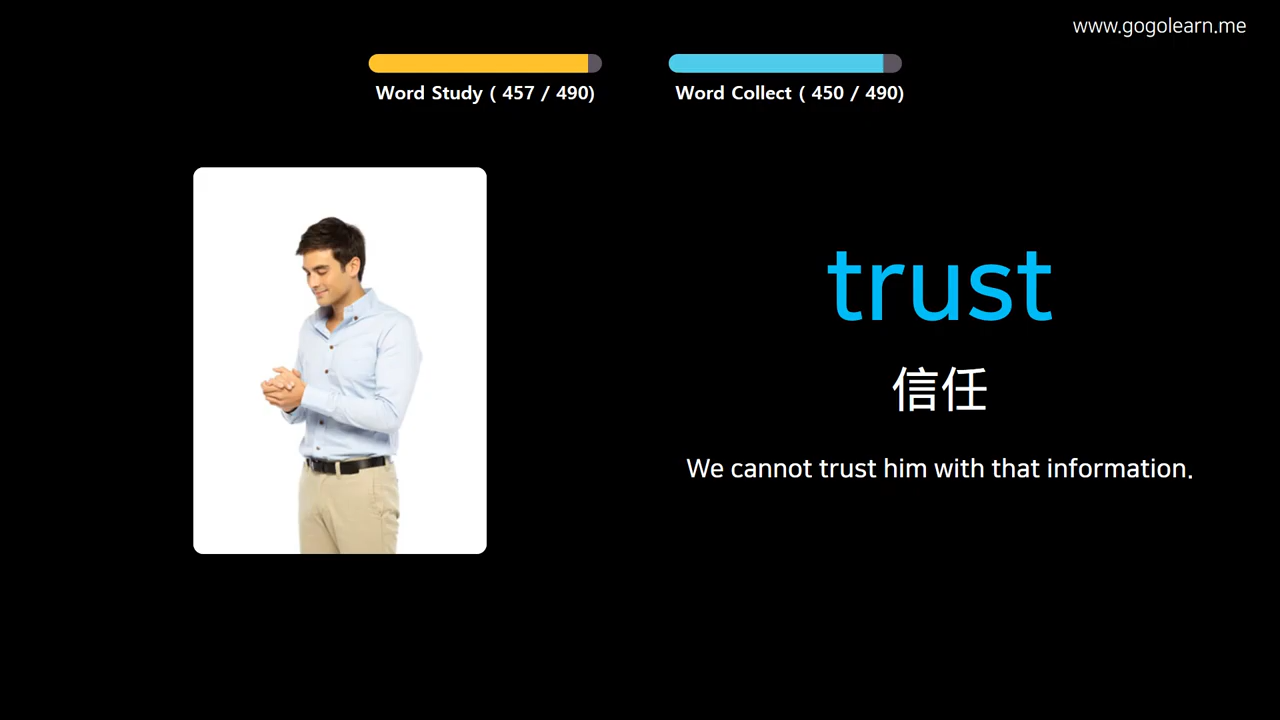 www.gogolearn.me
Word Study ( 457 / 490)
Word Collect ( 450 / 490)
trust
信任
We cannot trust him with that information.